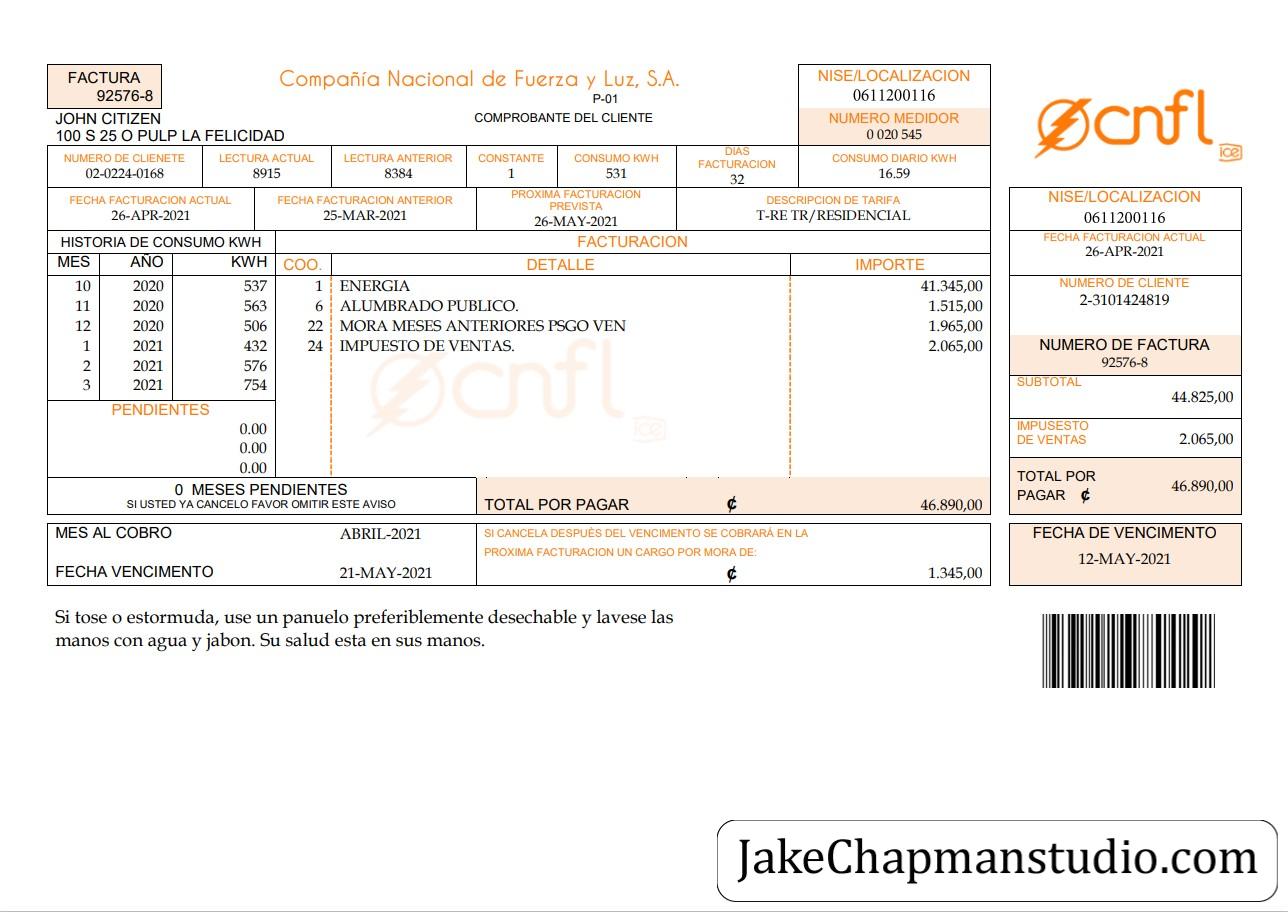 FACTURA
92576-8
Compañía Nacional de Fuerza y Luz, S.A.
P-01
COMPROBANTE DEL CLIENTE
NISE/LOCALIZACION
0611200116
NUMERO MEDIDOR
0 020 545
JOHN CITIZEN
100 S 25 O PULP LA FELICIDAD
NUMERO DE CLIENETE LECTURA ACTUAL LECTURA ANTERIOR CONSTANTE CONSUMO KWH DIAS FACTURACION CONSUMO DIARIO KWH
02-0224-0168 8915 8384 1 531 32 16.59
FECHA FACTURACION ACTUAL FECHA FACTURACION ANTERIOR PROXIMA FACTURACION PREVISTA DESCRIPCION DE TARIFA
26-APR-2021 25-MAR-2021 26-MAY-2021 T-RE TR/RESIDENCIAL
HISTORIA DE CONSUMO KWH FACTURACION
MES AÑO KWH COO. DETALLE IMPORTE
10 2020 537 1 ENERGIA 41.345,00
11 2020 563 6 ALUMBRADO PUBLICO. 1.515,00
12 2020 506 22 MORA MESES ANTERIORES PSGO VEN 1.965,00
1 2021 432 24 IMPUESTO DE VENTAS. 2.065,00
2 2021 576
3 2021 754
cnfl
ice
PENDIENTES
0.00
0.00
0.00
0 MESES PENDIENTES
SI USTED YA CANCELO FAVOR OMITIR ESTE AVISO
TOTAL POR PAGAR ₡ 46.890,00
MES AL COBRO ABRIL-2021
FECHA VENCIMENTO 21-MAY-2021
SI CANCELA DESPUÈS DEL VENCIMENTO SE COBRARÁ EN LA
PROXIMA FACTURACION UN CARGO POR MORA DE:
₡ 1.345,00
Si tose o estormuda, use un panuelo preferiblemente desechable y lavese las
manos con agua y jabon. Su salud esta en sus manos.
cnfl
ice
NISE/LOCALIZACION
0611200116
FECHA FACTURACION ACTUAL
26-APR-2021
NUMERO DE CLIENTE
2-3101424819
NUMERO DE FACTURA
92576-8
SUBTOTAL
44.825,00
IMPUSESTO
DE VENTAS 2.065,00
TOTAL POR
PAGAR ₡ 46.890,00
FECHA DE VENCIMENTO
12-MAY-2021
JakeChapmanstudio.com